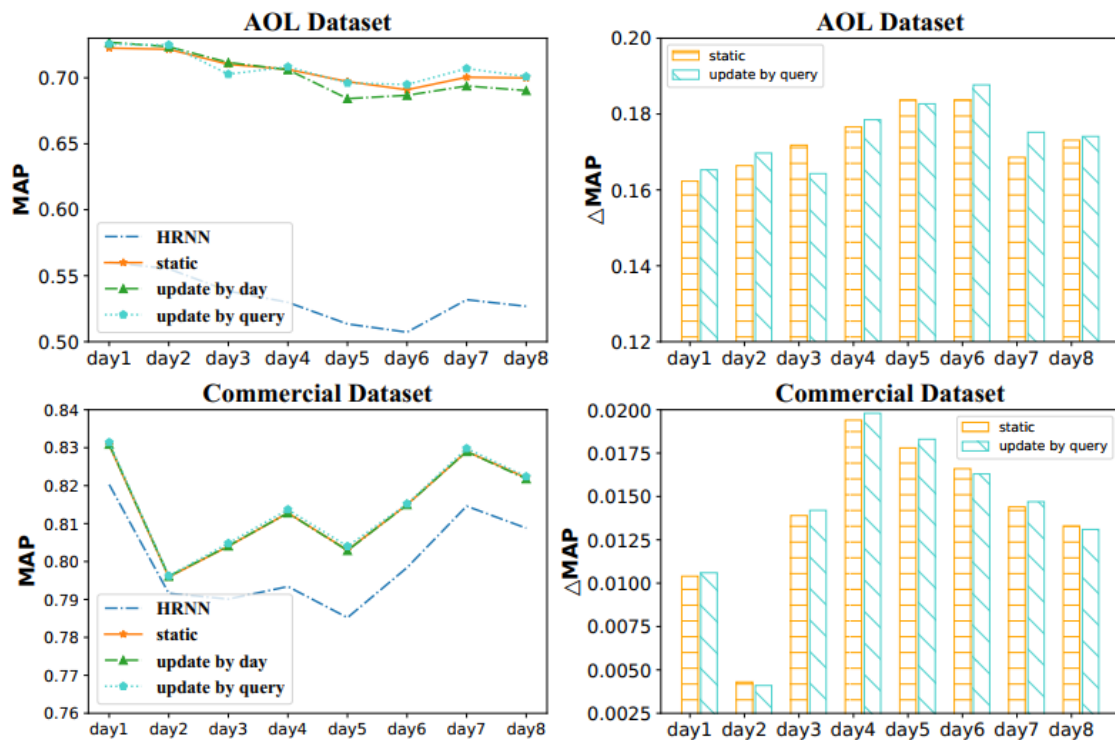 AOL Dataset
MAP
0.70
0.65
0.60
0.55
0.50
HRNN
static
update by day
update by query
day1 day2 day3 day4 day5 day6 day7 day8
AOL Dataset
△MAP
0.20
0.18
0.16
0.14
0.12
static
update by query
day1 day2 day3 day4 day5 day6 day7 day8
Commercial Dataset
MAP
0.84
0.83
0.82
0.81
0.80
0.79
0.78
0.77
0.76
HRNN
static
update by day
update by query
day1 day2 day3 day4 day5 day6 day7 day8
Commercial Dataset
△MAP
0.0200
0.0175
0.0150
0.0125
0.0100
0.0075
0.0050
0.0025
static
update by query
day1 day2 day3 day4 day5 day6 day7 day8